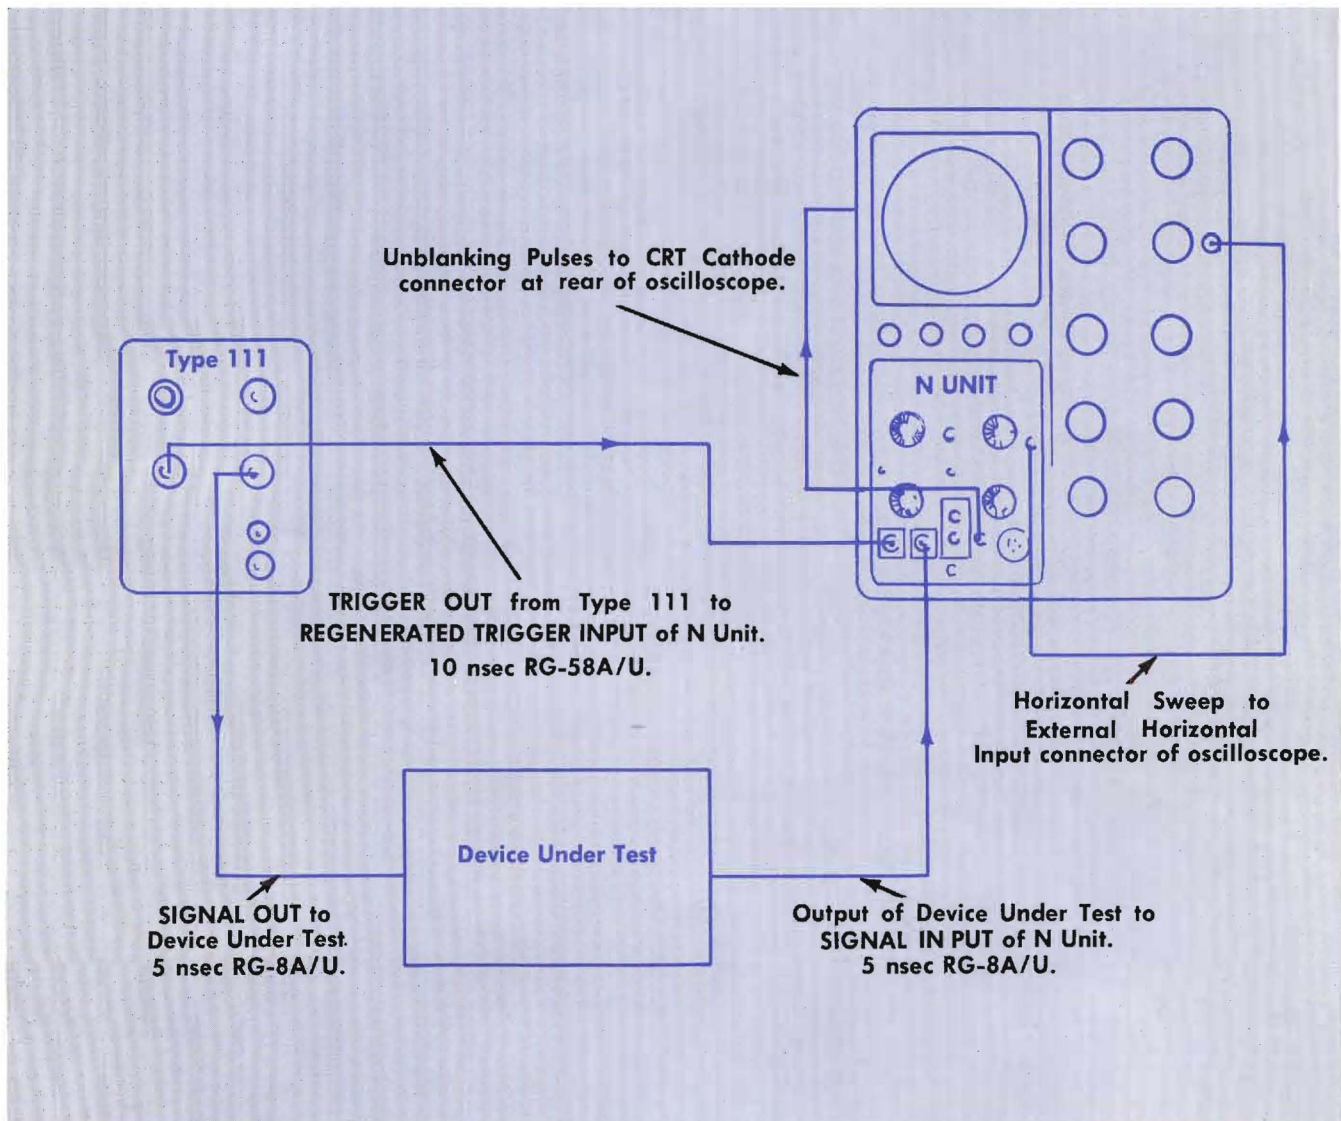 Unblanking Pulses to CRT Cathode
connector at rear of oscilloscope.
Type 111
N UNIT
TRIGGER OUT from Type 111 to
REGENERATED TRIGGER INPUT of N Unit.
10 nsec RG-58A/U.
Horizontal Sweep to
External Horizontal
Input connector of oscilloscope.
Device Under Test
SIGNAL OUT to
Device Under Test.
5 nsec RG-8A/U.
Output of Device Under Test to
SIGNAL IN PUT of N Unit.
5 nsec RG-8A/U.